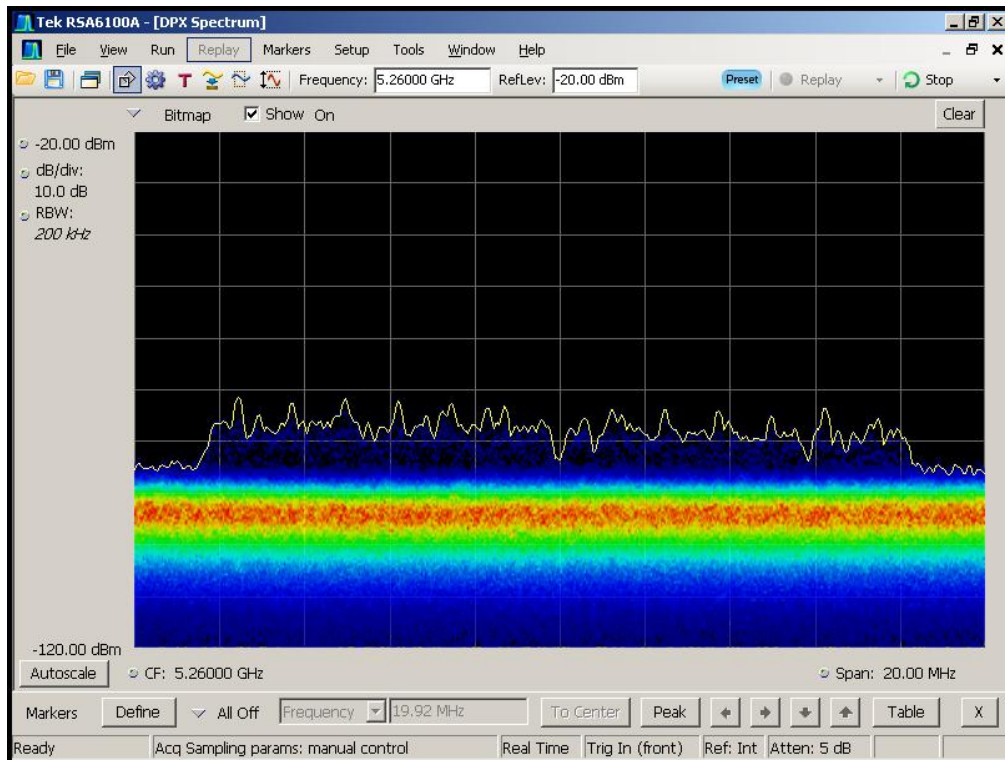 Tek RSA6100A - [DPX Spectrum]
File View Run Replay Markers Setup Tools Window Help
T Frequency: 5.26000 GHz RefLev: -20.00 dBm Preset Replay Stop
Bitmap Show On Clear
-20.00 dBm
dB/div:
10.0 dB
RBW:
200 kHz
-120.00 dBm
Autoscale CF: 5.26000 GHz Span: 20.00 MHz
Markers Define All Off Frequency 19.92 MHz To Center Peak Table X
Ready Acq Sampling params: manual control Real Time Trig In (front) Ref: Int Atten: 5 dB